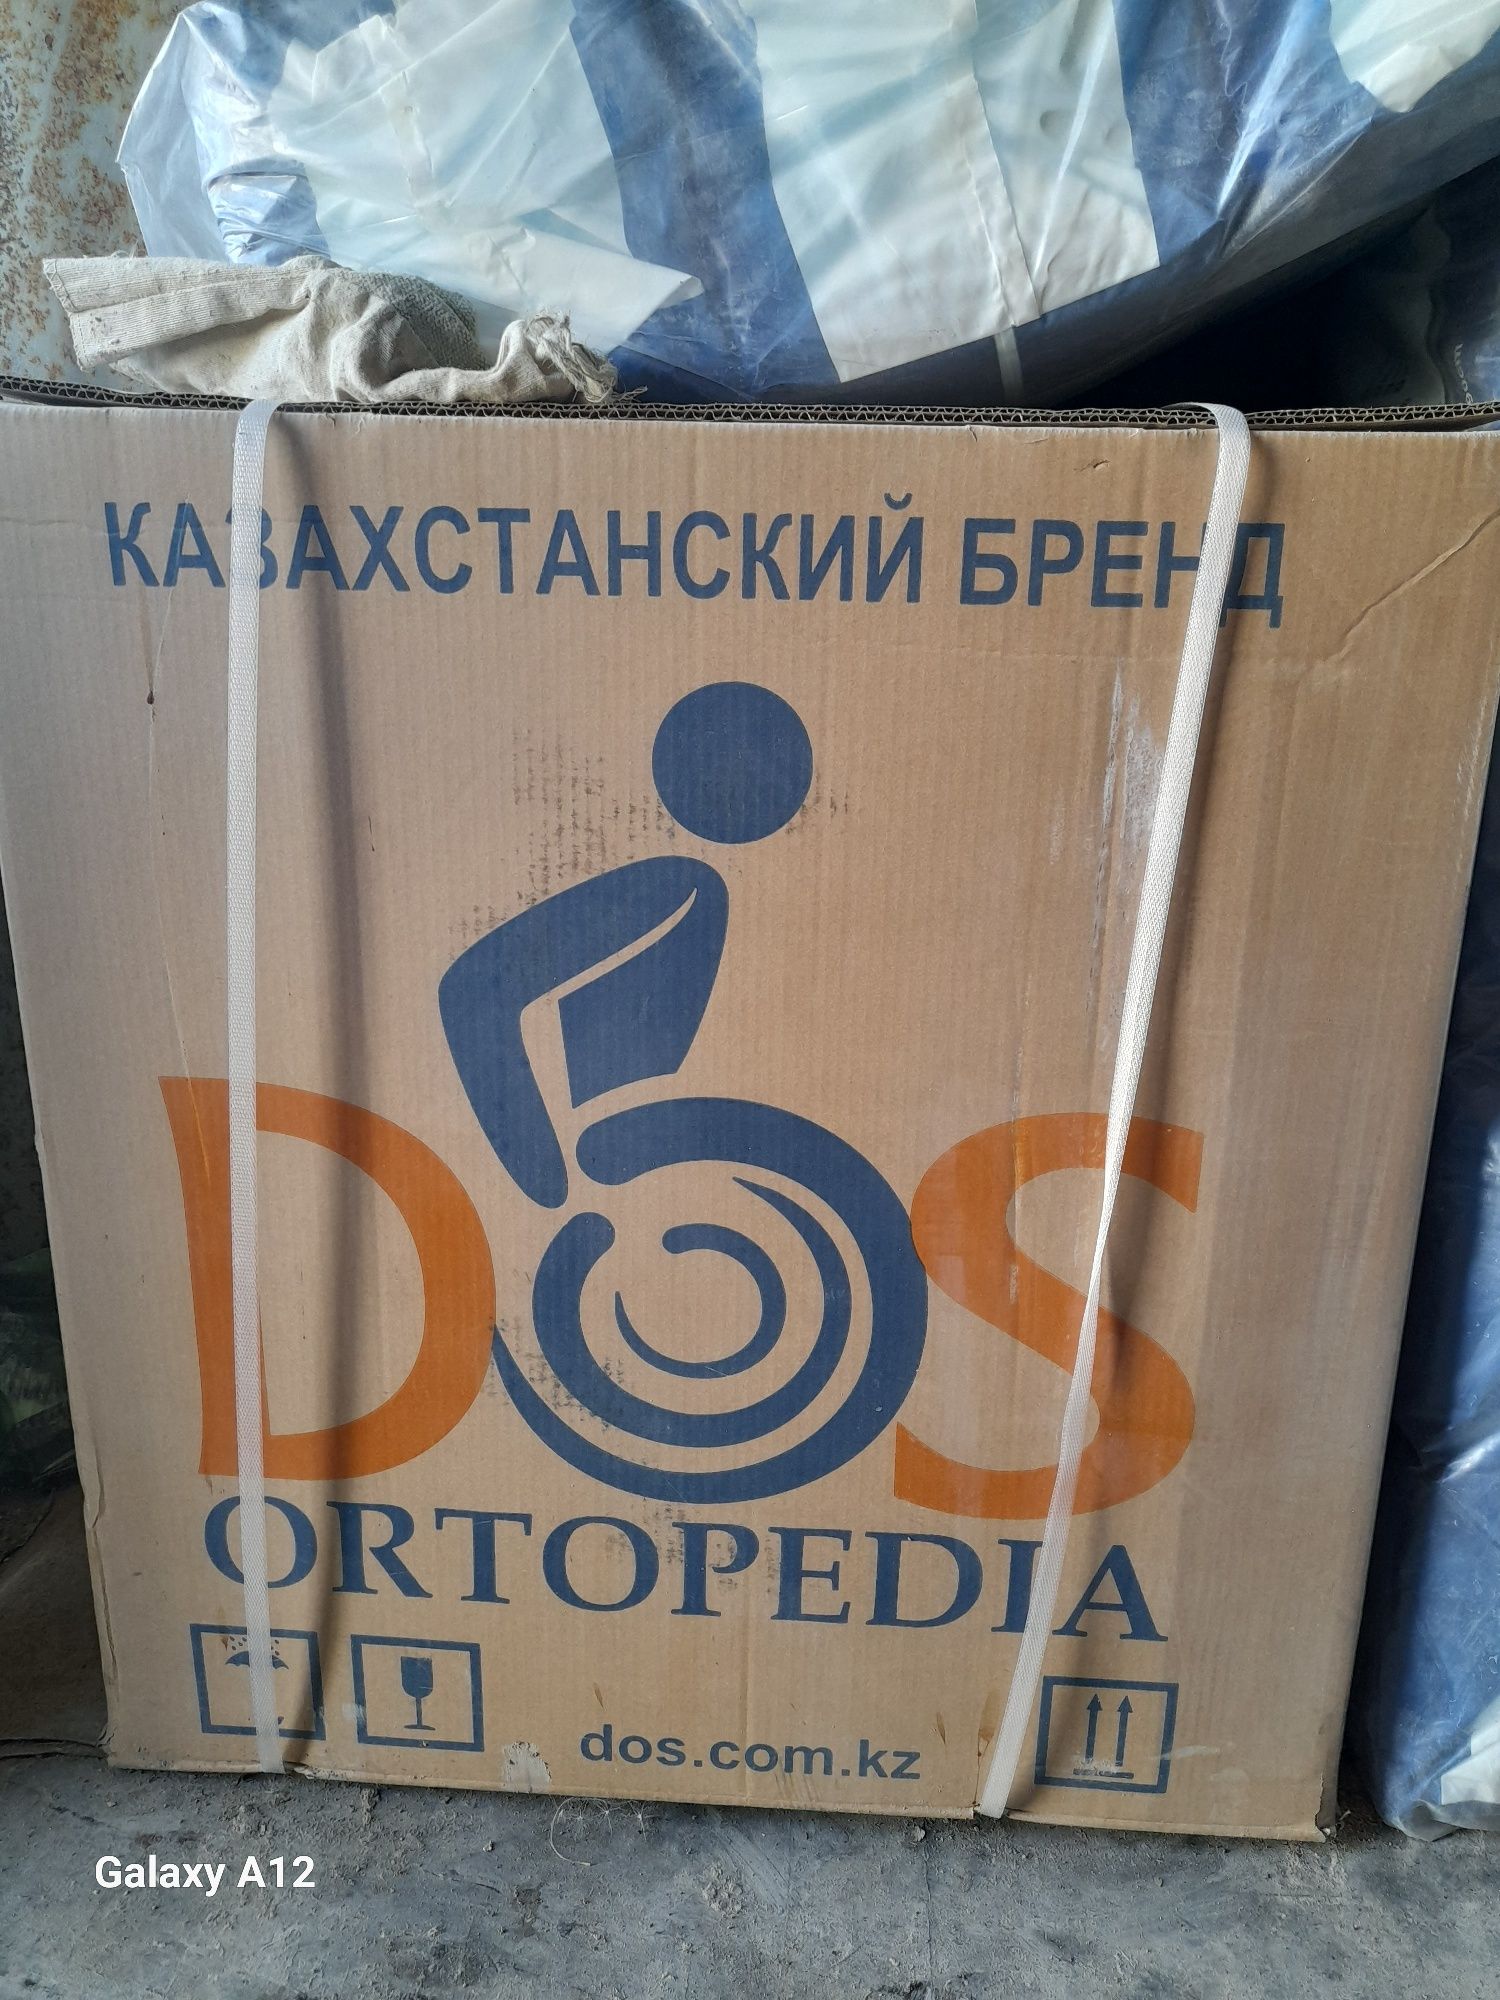 КАЗАХСТАНСКИЙ БРЕНД
DOS
ORTOPEDIA
dos.com.kz
Galaxy A12